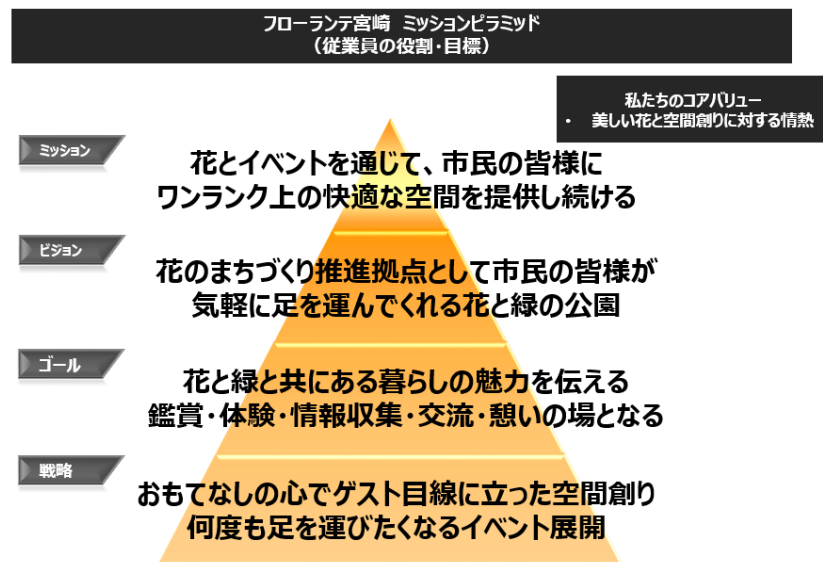 フローランテ宮崎 ミッションピラミッド
（従業員の役割・目標）
私たちのコアバリュー
• 美しい花と空間創りに対する情熱
ミッション
花とイベントを通じて、市民の皆様に
ワンランク上の快適な空間を提供し続ける
ビジョン
花のまちづくり推進拠点として市民の皆様が
気軽に足を運んでくれる花と緑の公園
ゴール
花と緑と共にある暮らしの魅力を伝える
鑑賞・体験・情報収集・交流・憩いの場となる
戦略
おもてなしの心でゲスト目線に立った空間創り
何度も足を運びたくなるイベント展開